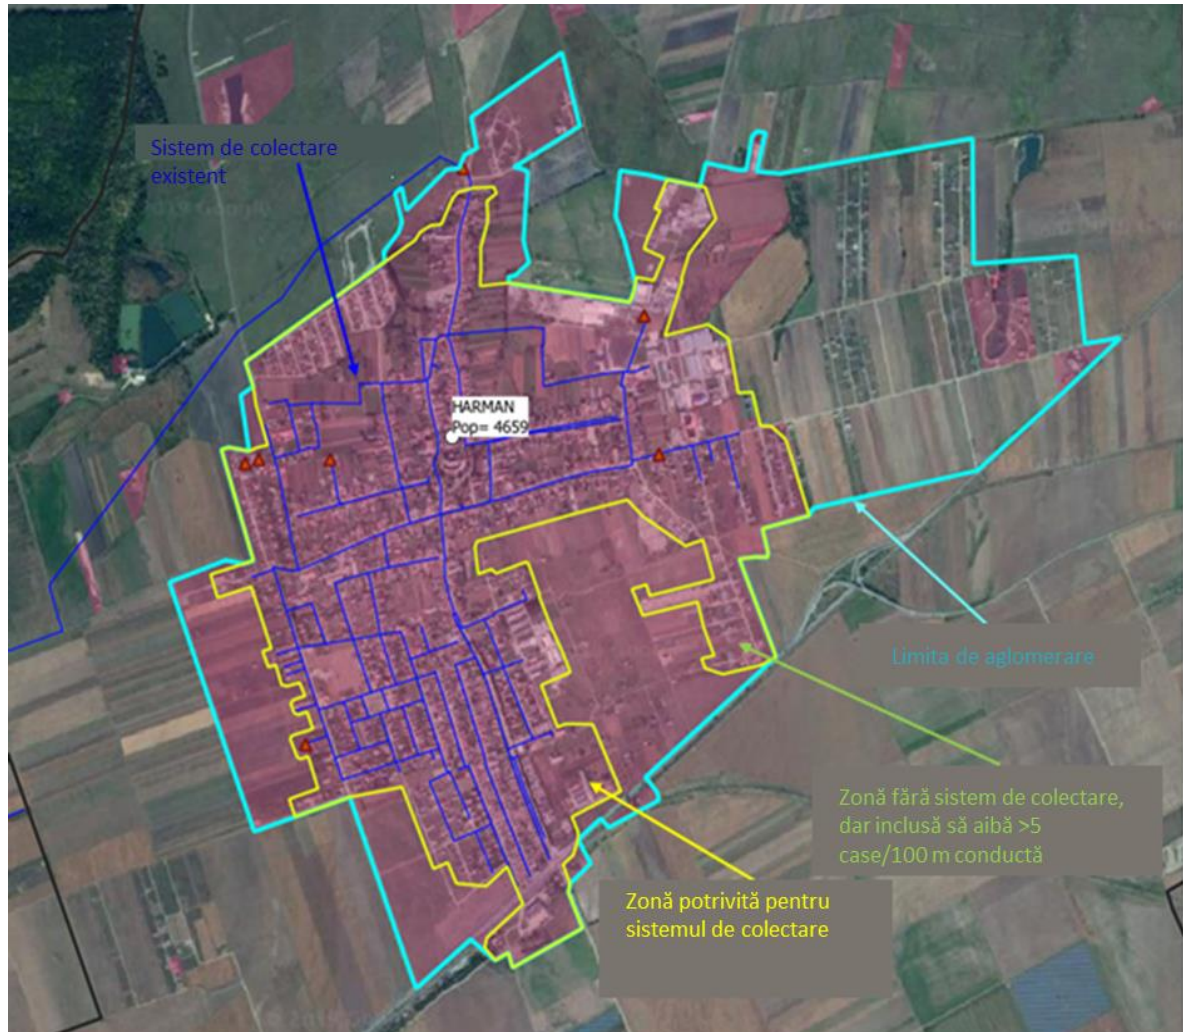 Sistem de colectare
existent
HARMAN
Pop= 4659
Limita de aglomerare
Zonă fără sistem de colectare,
dar inclusă să aibă >5
case/100 m conductă
Zonă potrivită pentru
sistemul de colectare